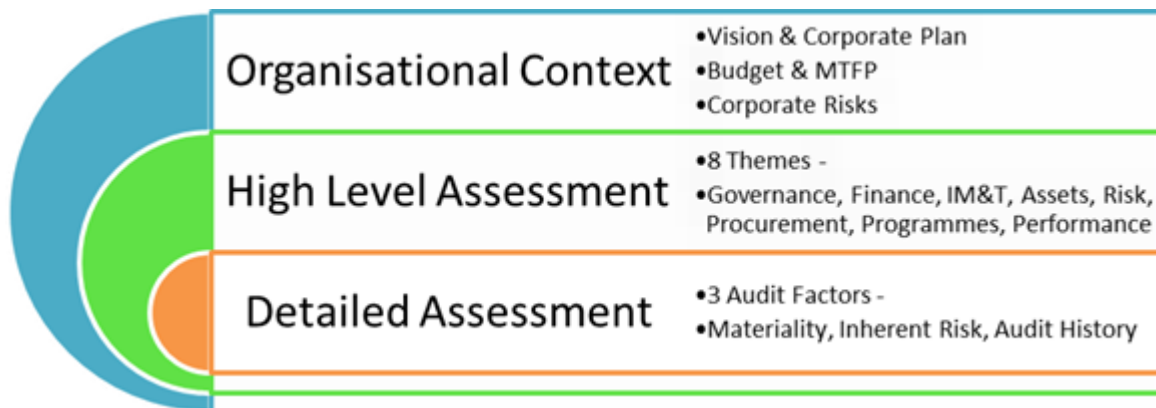 Organisational Context
•Vision & Corporate Plan
•Budget & MTFP
•Corporate Risks
High Level Assessment
•8 Themes -
•Governance, Finance, IM&T, Assets, Risk,
Procurement, Programmes, Performance
Detailed Assessment
•3 Audit Factors -
•Materiality, Inherent Risk, Audit History